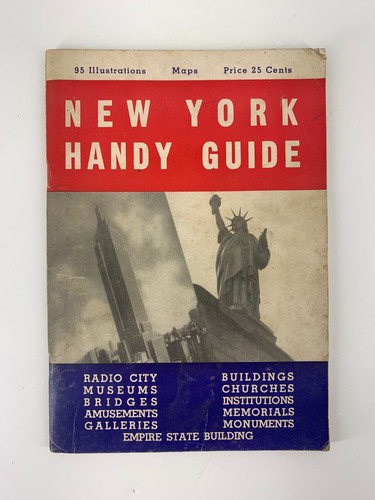 95 Illustrations Maps Price 25 Cents
NEW YORK
HANDY GUIDE
RADIO CITY
MUSEUMS
BRIDGES
AMUSEMENTS
GALLERIES
BUILDINGS
CHURCHES
INSTITUTIONS
MEMORIALS
MONUMENTS
EMPIRE STATE BUILDING